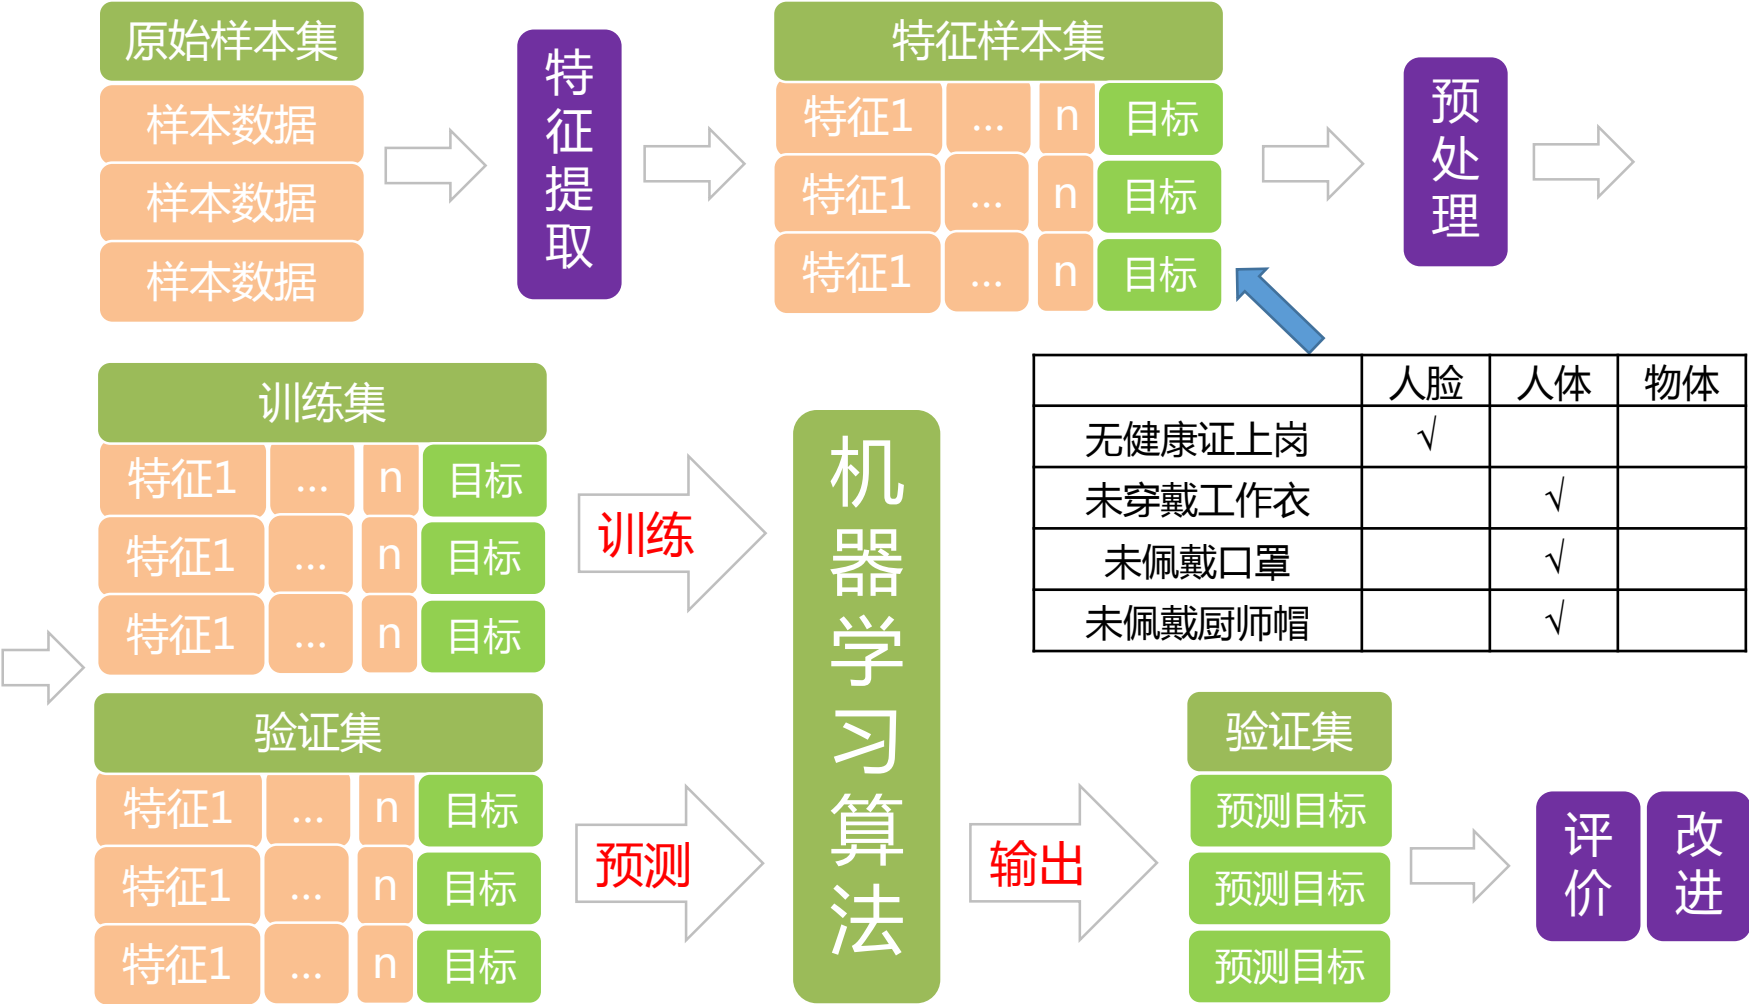 原始样本集
样本数据
样本数据
样本数据
特征提取
特征样本集
特征1 ... n 目标
特征1 ... n 目标
特征1 ... n 目标
预处理
人脸 人体 物体
无健康证上岗 √
未穿戴工作衣 √
未佩戴口罩 √
未佩戴厨师帽 √
训练集
特征1 ... n 目标
特征1 ... n 目标
特征1 ... n 目标
训练
验证集
特征1 ... n 目标
特征1 ... n 目标
特征1 ... n 目标
预测
机器学习算法
输出
验证集
预测目标
预测目标
预测目标
评价
改进